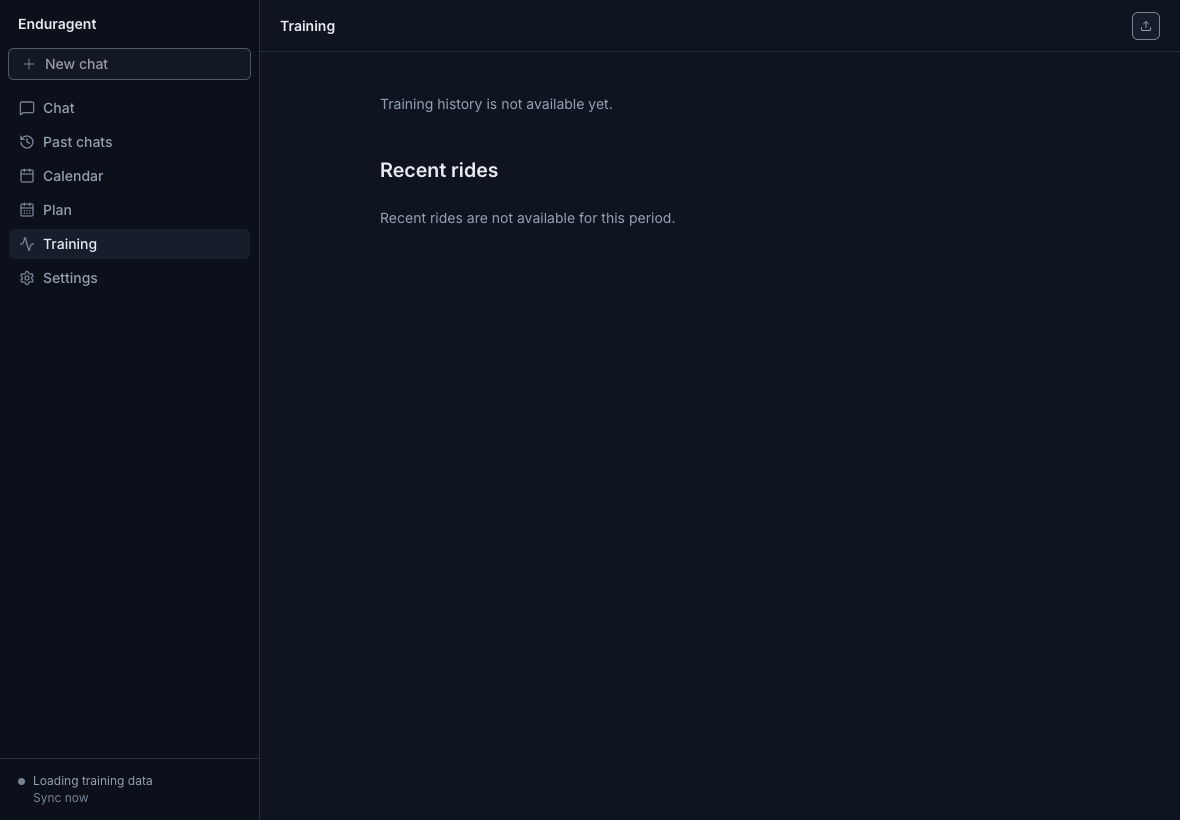 Enduragent
New chat
Chat
Past chats
Calendar
Plan
Training
Settings
Loading training data
Sync now
Training
Training history is not available yet.
Recent rides
Recent rides are not available for this period.